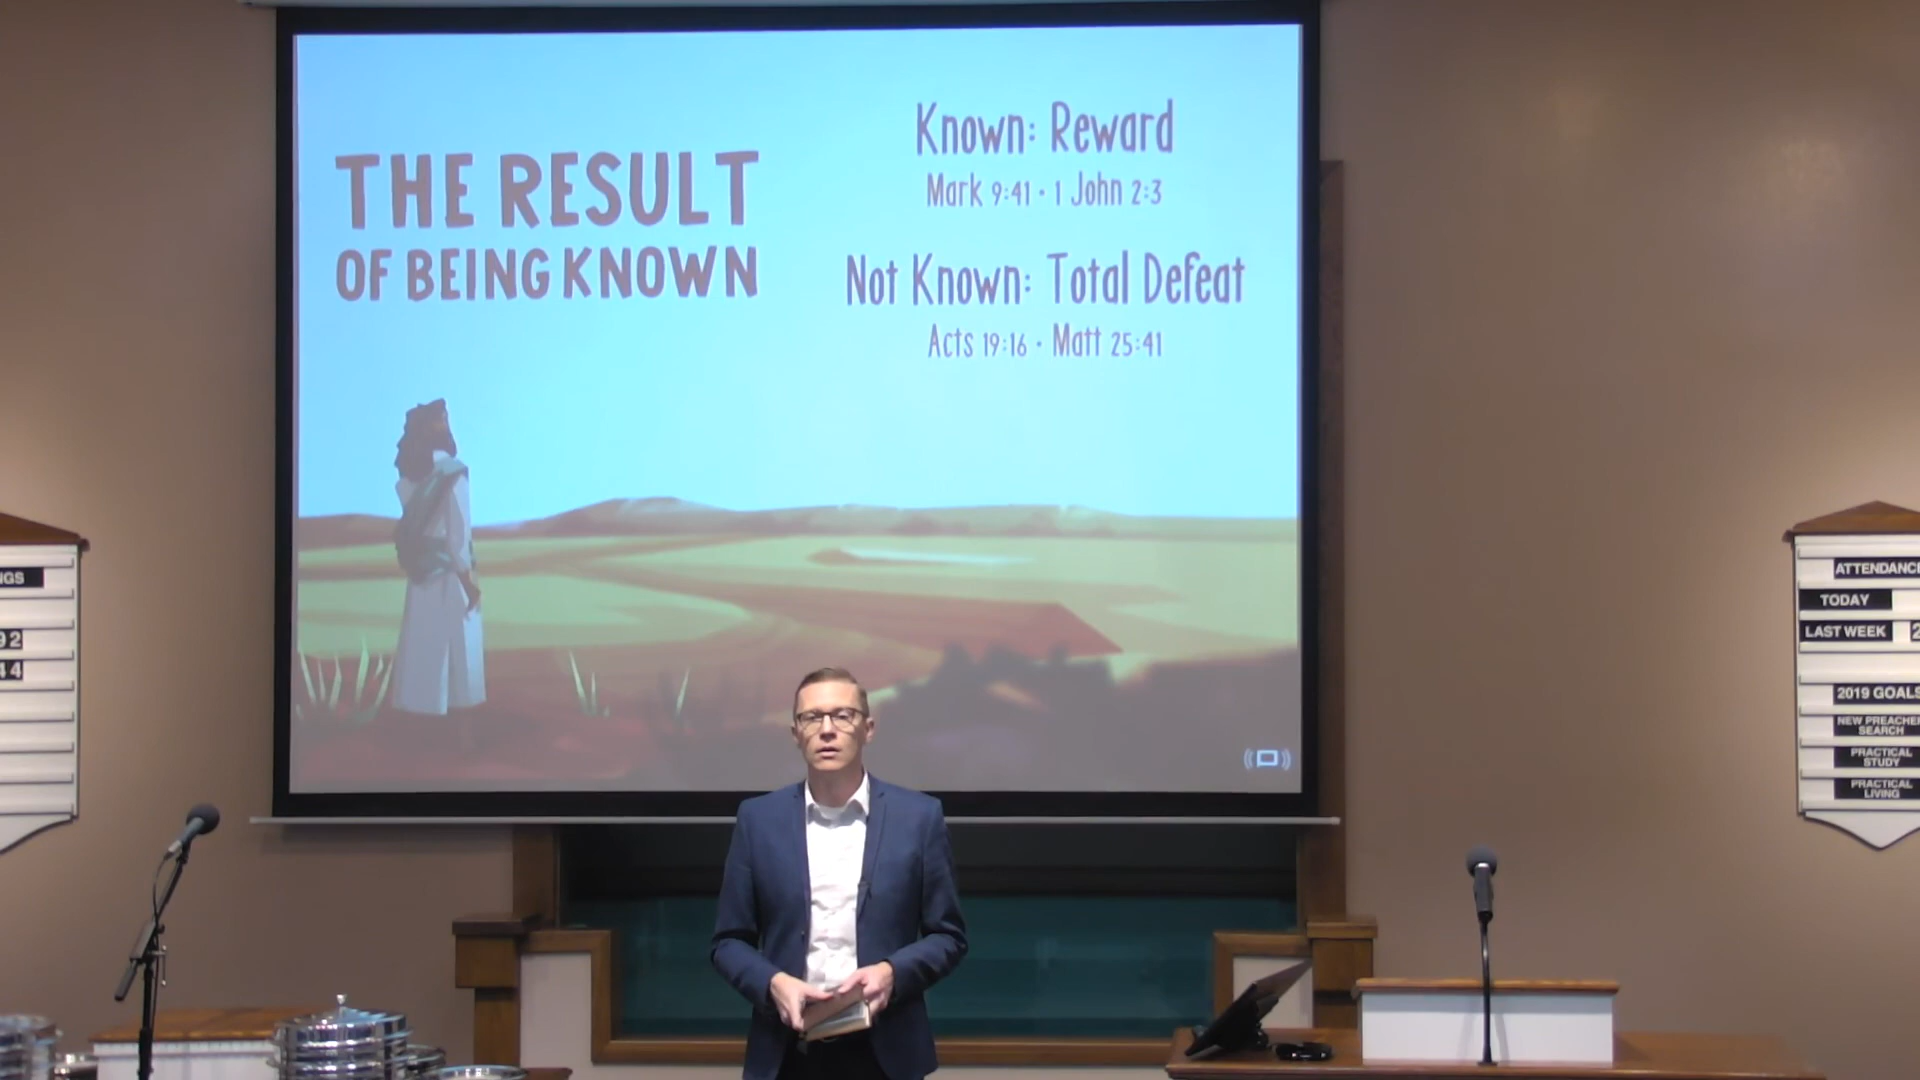 THE RESULT
OF BEING KNOWN
Known: Reward
Mark 9:41 · 1 John 2:3
Not Known: Total Defeat
Acts 19:16 · Matt 25:41
ATTENDANCE
TODAY
LAST WEEK
2019 GOALS
NEW PREACHER
SEARCH
PRACTICAL
STUDY
PRACTICAL
LIVING